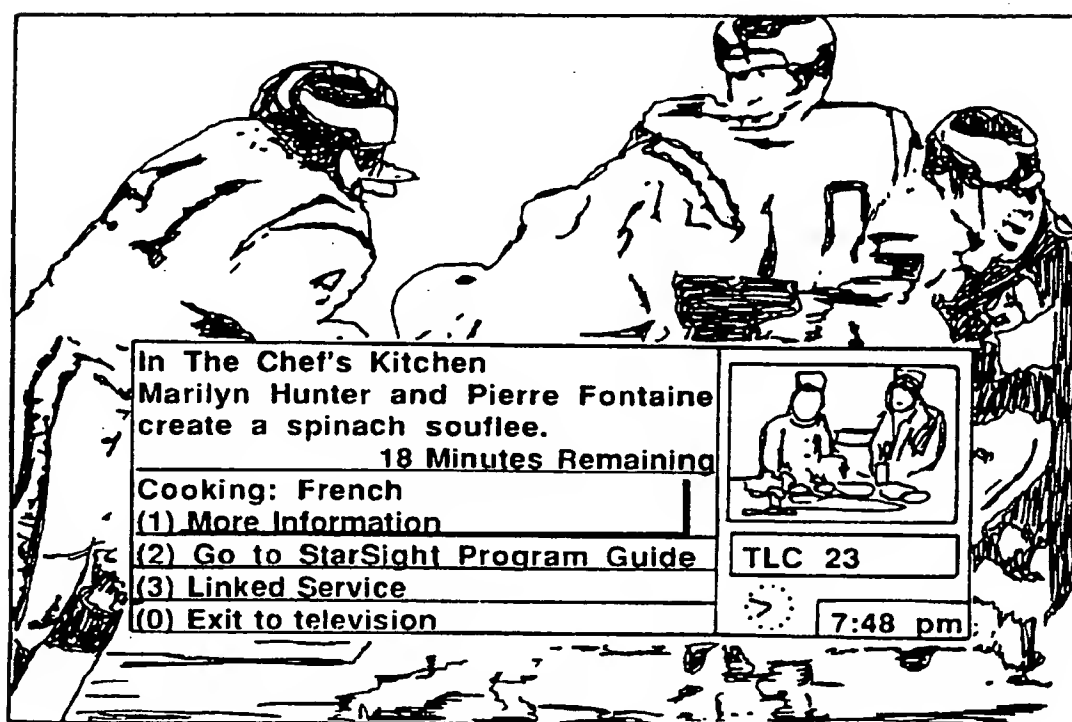 In The Chef's Kitchen
Marilyn Hunter and Pierre Fontaine
create a spinach souflee.
18 Minutes Remaining
Cooking: French
(1) More Information
(2) Go to StarSight Program Guide
(3) Linked Service
(0) Exit to television
TLC 23
7:48 pm